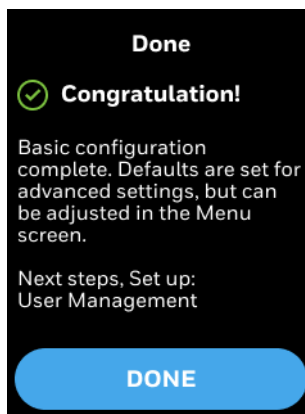 Done
Congratulation!
Basic configuration
complete. Defaults are set for
advanced settings, but can
be adjusted in the Menu
screen.
Next steps, Set up:
User Management
DONE